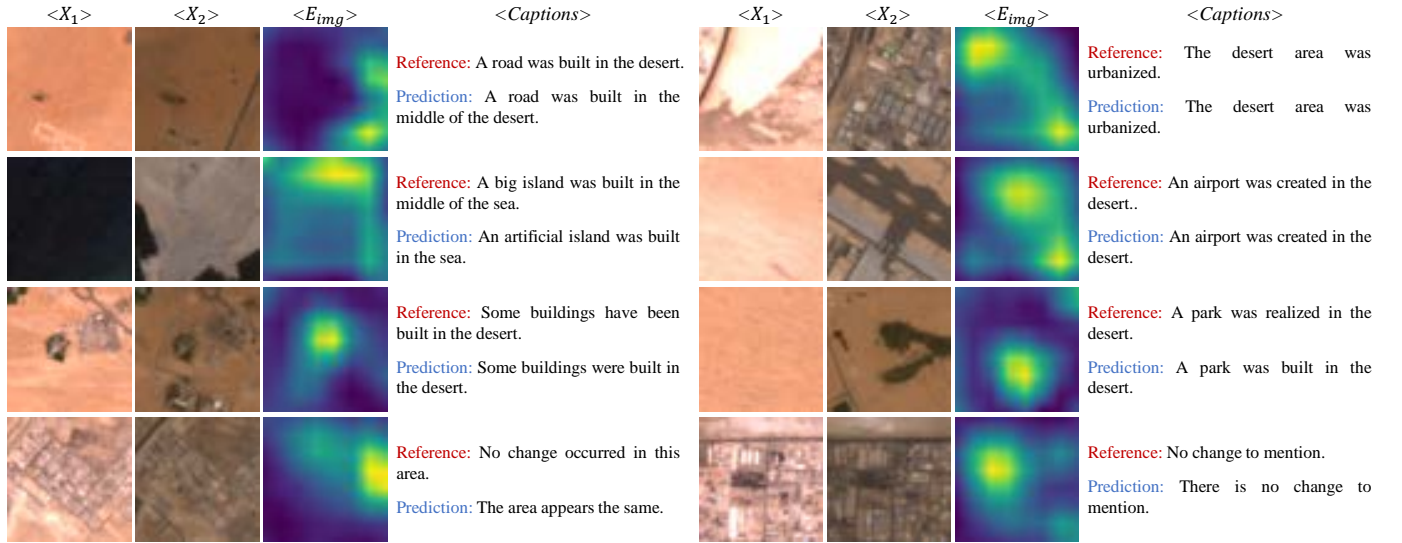 <X₁> <X₂> <E_img> <Captions> <X₁> <X₂> <E_img> <Captions>
Reference: A road was built in the desert.
Prediction: A road was built in the
middle of the desert.
Reference: The desert area was
urbanized.
Prediction: The desert area was
urbanized.
Reference: A big island was built in the
middle of the sea.
Prediction: An artificial island was built
in the sea.
Reference: An airport was created in the
desert..
Prediction: An airport was created in the
desert.
Reference: Some buildings have been
built in the desert.
Prediction: Some buildings were built in
the desert.
Reference: A park was realized in the
desert.
Prediction: A park was built in the
desert.
Reference: No change occurred in this
area.
Prediction: The area appears the same.
Reference: No change to mention.
Prediction: There is no change to
mention.